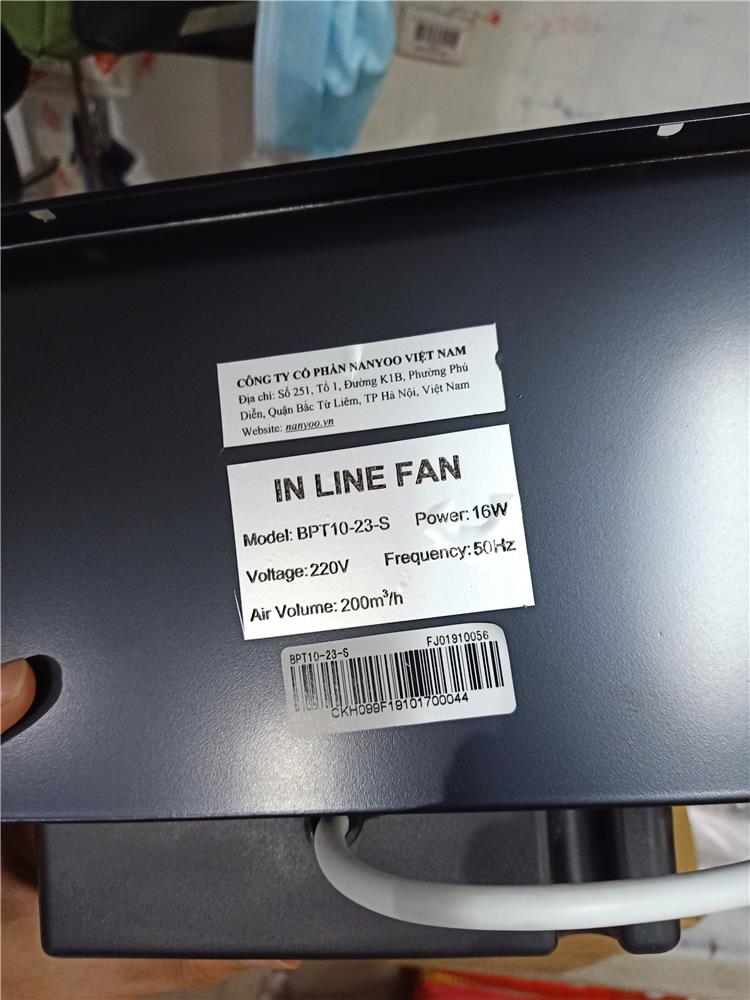 CÔNG TY CỔ PHẦN NANYOO VIỆT NAM
Địa chỉ: Số 251, Tổ 1, Đường K1B, Phường Phú
Diễn, Quận Bắc Từ Liêm, TP Hà Nội, Việt Nam
Website: nanyoo.vn
IN LINE FAN
Model: BPT10-23-S Power: 16W
Voltage: 220V Frequency: 50Hz
Air Volume: 200m³/h
BPT10-23-S FJ01910056
CKH099F19101700044